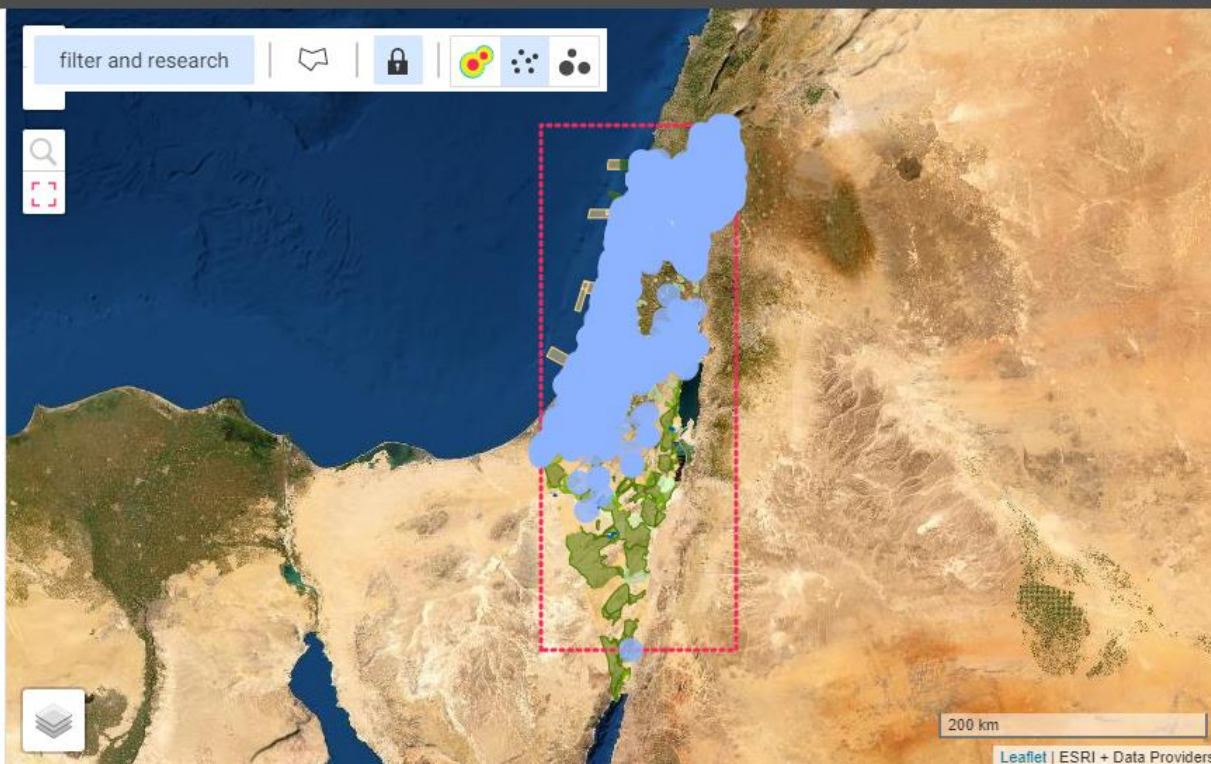 filter and research
200 km
Leaflet | ESRI + Data Providers